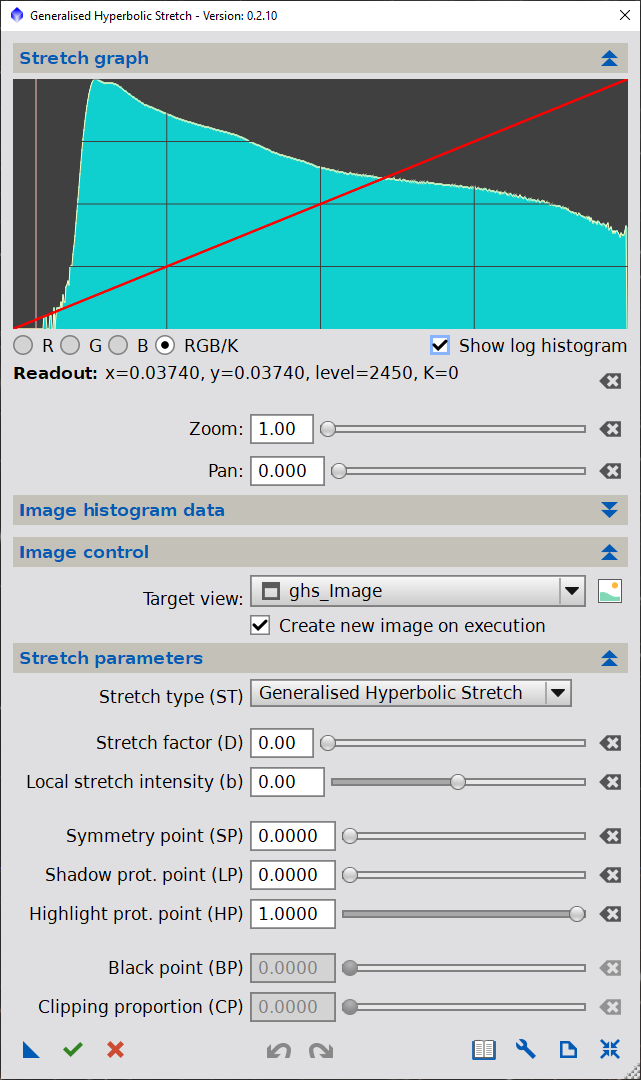 Generalised Hyperbolic Stretch - Version: 0.2.10
Stretch graph
R G B RGB/K Show log histogram
Readout: x=0.03740, y=0.03740, level=2450, K=0
Zoom: 1.00
Pan: 0.000
Image histogram data
Image control
Target view: ghs_Image
Create new image on execution
Stretch parameters
Stretch type (ST) Generalised Hyperbolic Stretch
Stretch factor (D) 0.00
Local stretch intensity (b) 0.00
Symmetry point (SP) 0.0000
Shadow prot. point (LP) 0.0000
Highlight prot. point (HP) 1.0000
Black point (BP) 0.0000
Clipping proportion (CP) 0.0000